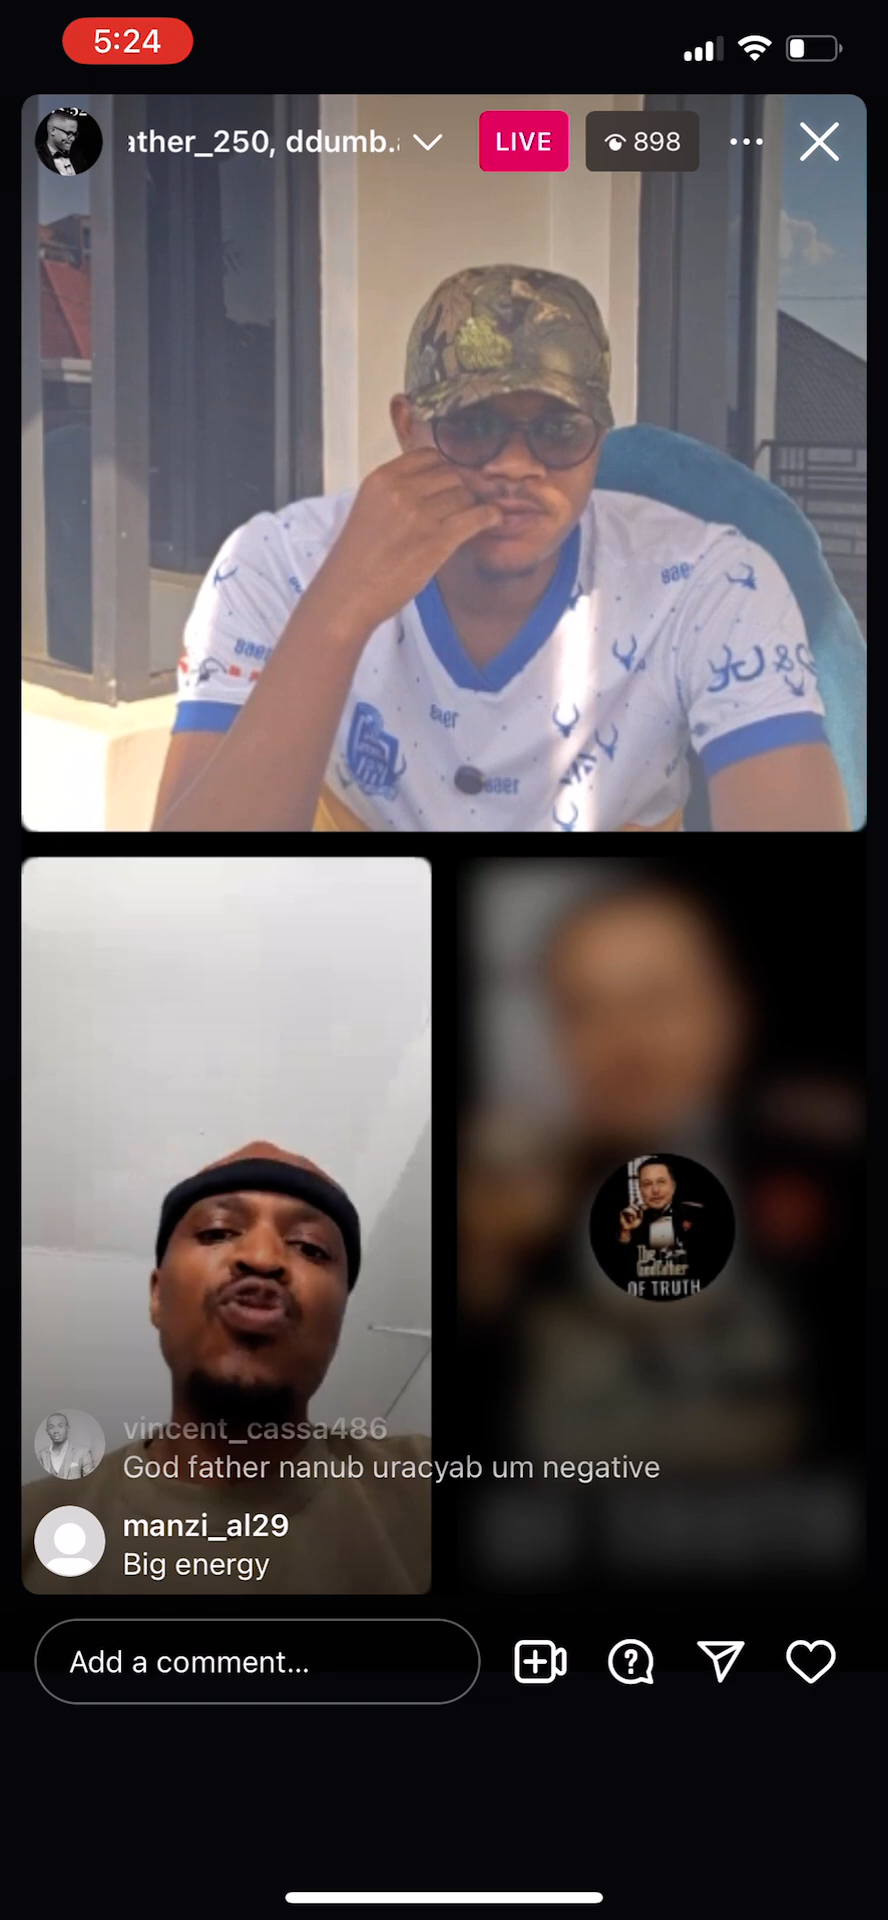 5:24
ather_250, ddumb.
LIVE
898
The
Godfather
OF TRUTH
vincent_cassa486
God father nanub uracyab um negative
manzi_al29
Big energy
Add a comment...